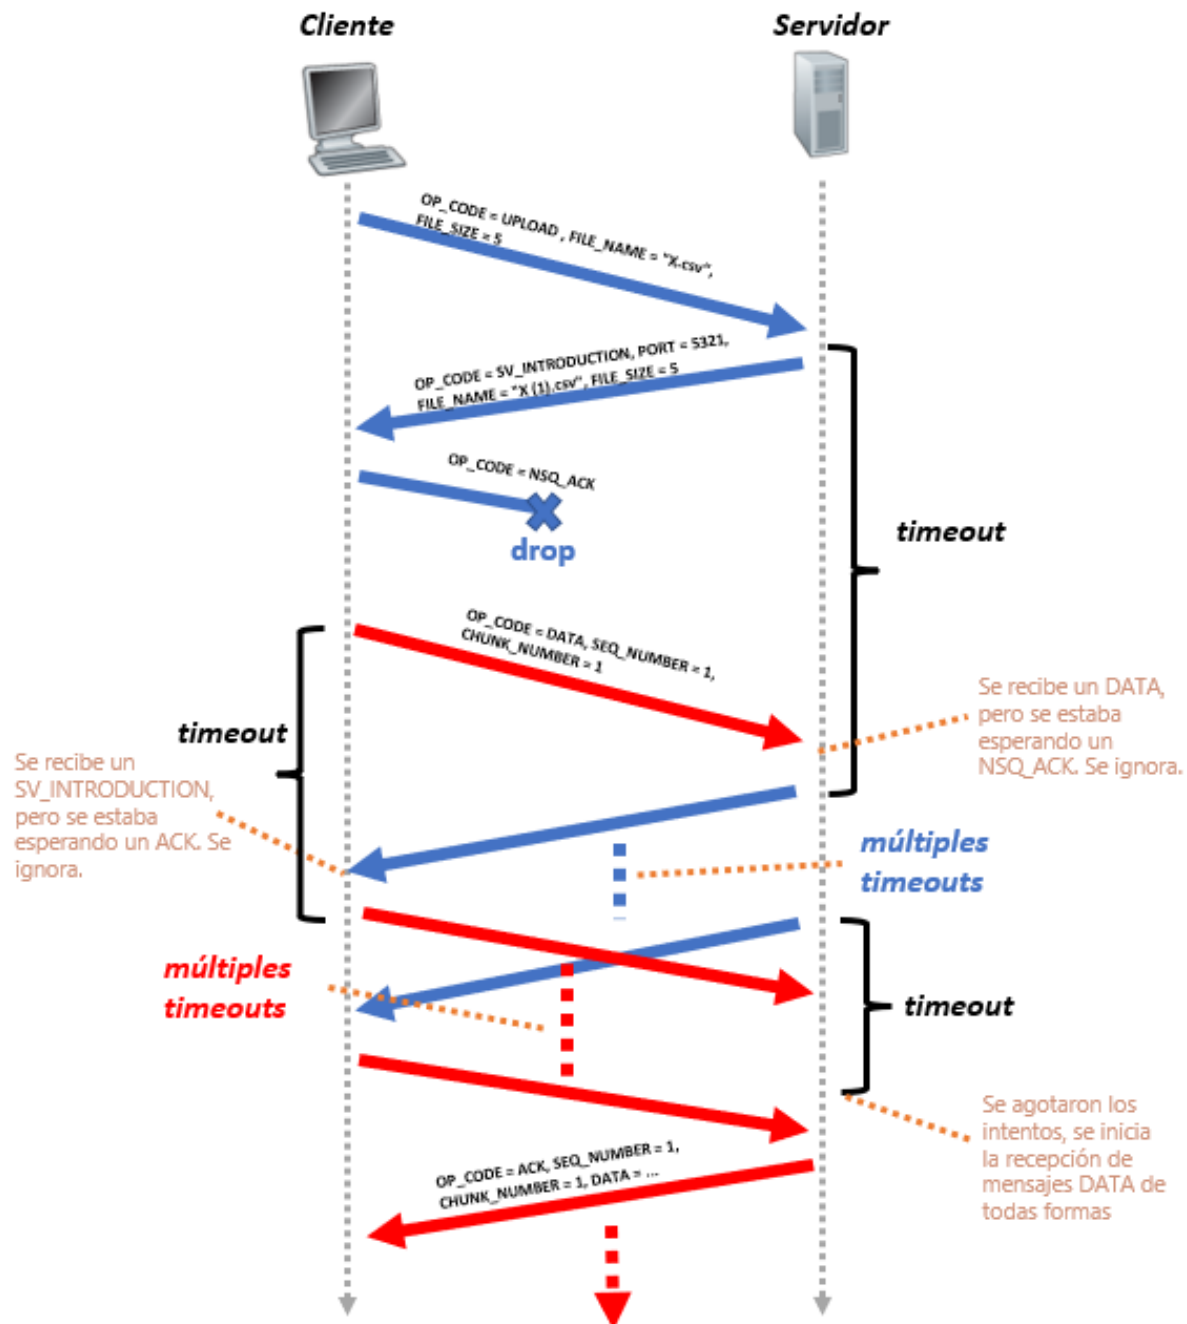 Cliente
Servidor
OP_CODE = UPLOAD , FILE_NAME = "X.csv",
FILE_SIZE = 5
OP_CODE = SV_INTRODUCTION, PORT = 5321,
FILE_NAME = "X (1).csv", FILE_SIZE = 5
OP_CODE = NSQ_ACK
drop
timeout
OP_CODE = DATA, SEQ_NUMBER = 1,
CHUNK_NUMBER = 1
Se recibe un DATA,
pero se estaba
esperando un
NSQ_ACK. Se ignora.
timeout
Se recibe un
SV_INTRODUCTION,
pero se estaba
esperando un ACK. Se
ignora.
múltiples
timeouts
múltiples
timeouts
timeout
Se agotaron los
intentos, se inicia
la recepción de
mensajes DATA de
todas formas
OP_CODE = ACK, SEQ_NUMBER = 1,
CHUNK_NUMBER = 1, DATA = ...